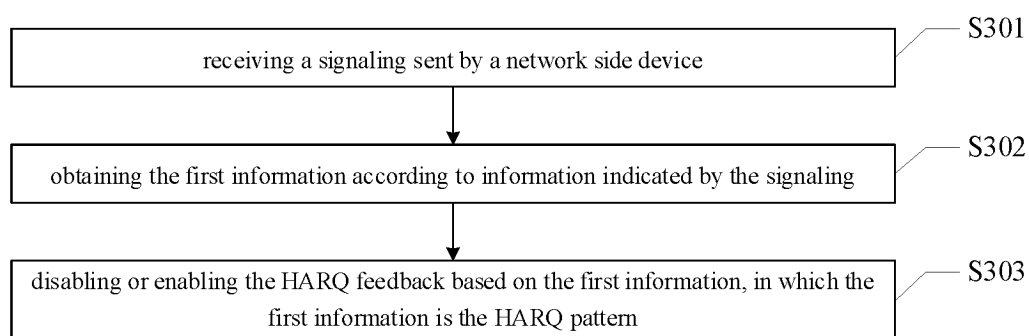 S301
receiving a signaling sent by a network side device
S302
obtaining the first information according to information indicated by the signaling
S303
disabling or enabling the HARQ feedback based on the first information, in which the
first information is the HARQ pattern